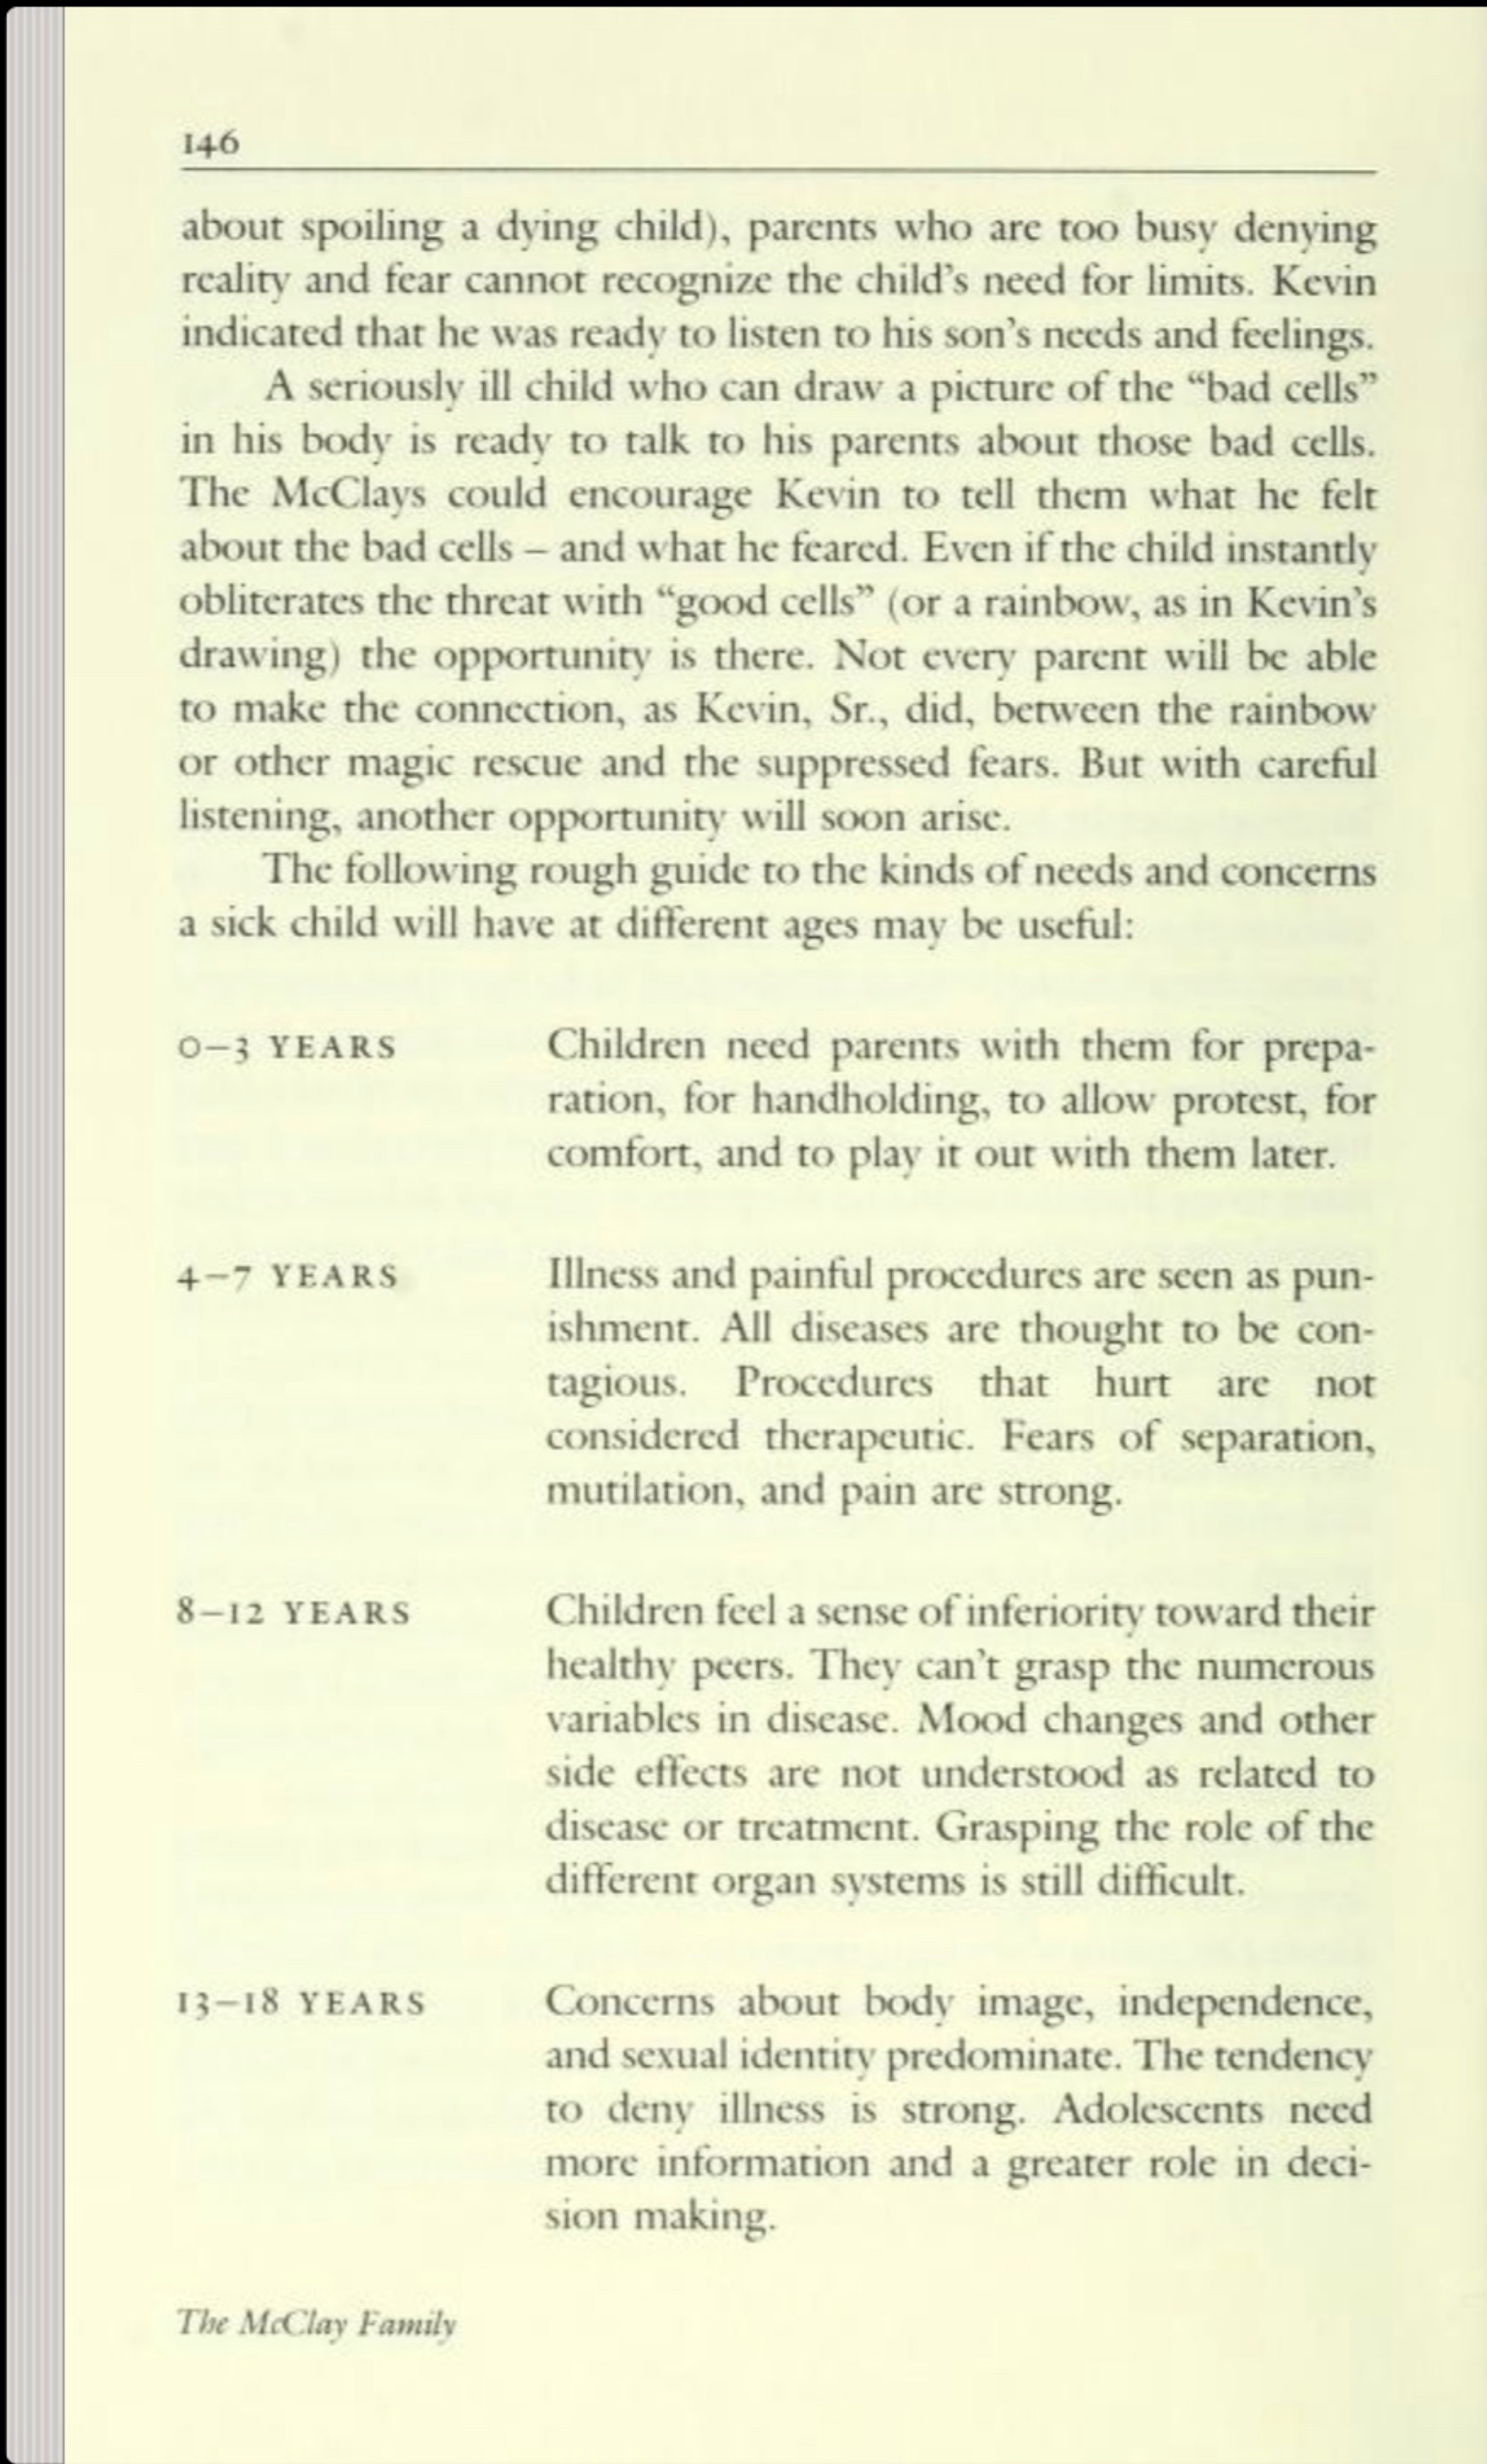 146
about spoiling a dying child), parents who are too busy denying
reality and fear cannot recognize the child's need for limits. Kevin
indicated that he was ready to listen to his son's needs and feelings.
A seriously ill child who can draw a picture of the “bad cells”
in his body is ready to talk to his parents about those bad cells.
The McClays could encourage Kevin to tell them what he felt
about the bad cells – and what he feared. Even if the child instantly
obliterates the threat with “good cells” (or a rainbow, as in Kevin's
drawing) the opportunity is there. Not every parent will be able
to make the connection, as Kevin, Sr., did, between the rainbow
or other magic rescue and the suppressed fears. But with careful
listening, another opportunity will soon arise.
The following rough guide to the kinds of needs and concerns
a sick child will have at different ages may be useful:
0–3 YEARS
Children need parents with them for prepa-
ration, for handholding, to allow protest, for
comfort, and to play it out with them later.
4–7 YEARS
Illness and painful procedures are seen as pun-
ishment. All diseases are thought to be con-
tagious. Procedures that hurt are not
considered therapeutic. Fears of separation,
mutilation, and pain are strong.
8–12 YEARS
Children feel a sense of inferiority toward their
healthy peers. They can't grasp the numerous
variables in disease. Mood changes and other
side effects are not understood as related to
disease or treatment. Grasping the role of the
different organ systems is still difficult.
13–18 YEARS
Concerns about body image, independence,
and sexual identity predominate. The tendency
to deny illness is strong. Adolescents need
more information and a greater role in deci-
sion making.
The McClay Family